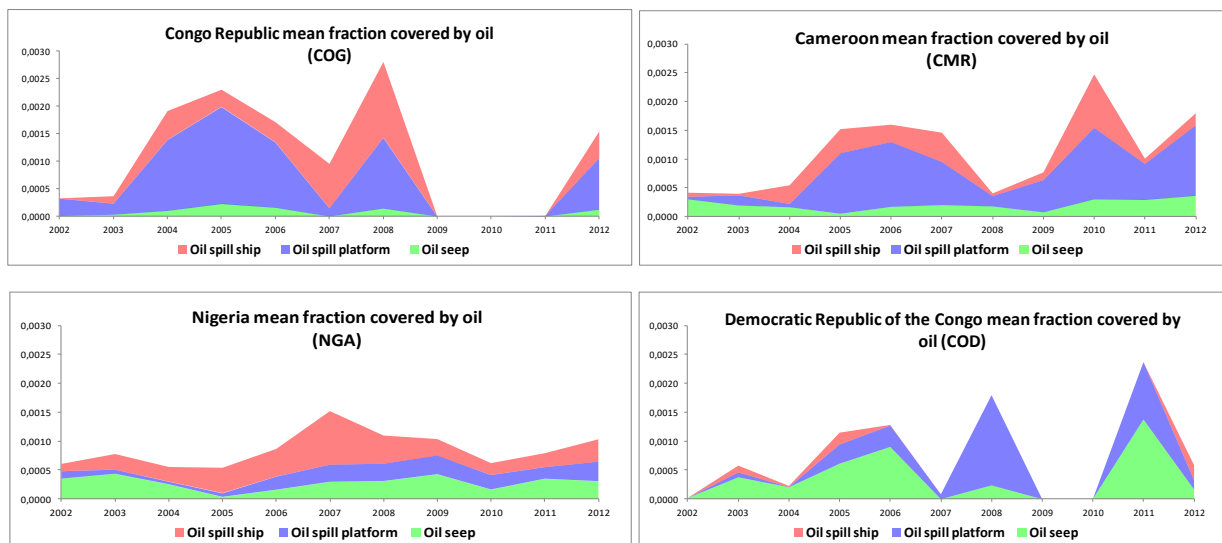 Congo Republic mean fraction covered by oil
(COG)
0,0030
0,0025
0,0020
0,0015
0,0010
0,0005
0,0000
2002 2003 2004 2005 2006 2007 2008 2009 2010 2011 2012
Oil spill ship Oil spill platform Oil seep
Cameroon mean fraction covered by oil
(CMR)
0,0030
0,0025
0,0020
0,0015
0,0010
0,0005
0,0000
2002 2003 2004 2005 2006 2007 2008 2009 2010 2011 2012
Oil spill ship Oil spill platform Oil seep
Nigeria mean fraction covered by oil
(NGA)
0,0030
0,0025
0,0020
0,0015
0,0010
0,0005
0,0000
2002 2003 2004 2005 2006 2007 2008 2009 2010 2011 2012
Oil spill ship Oil spill platform Oil seep
Democratic Republic of the Congo mean fraction covered by
oil (COD)
0,0030
0,0025
0,0020
0,0015
0,0010
0,0005
0,0000
2002 2003 2004 2005 2006 2007 2008 2009 2010 2011 2012
Oil spill ship Oil spill platform Oil seep